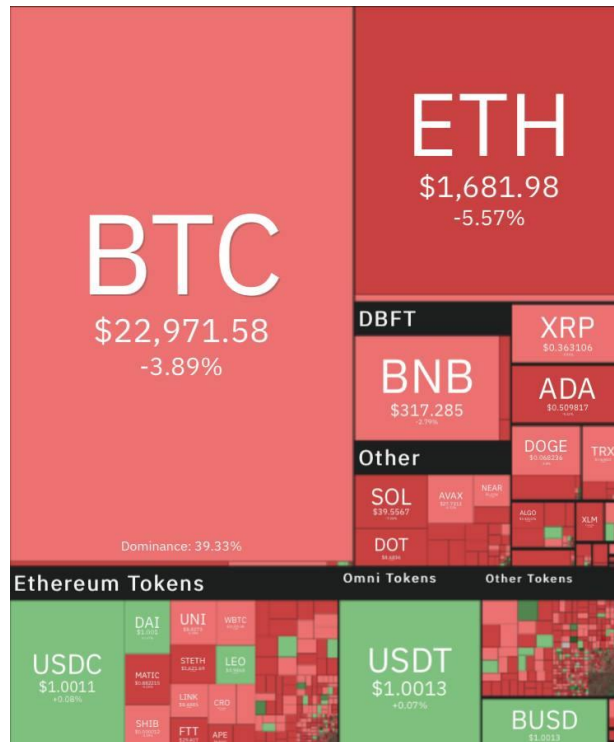 BTC
$22,971.58
-3.89%
Dominance: 39.33%
ETH
$1,681.98
-5.57%
DBFT
BNB
$317.285
-2.79%
XRP
$0.363106
ADA
$0.509817
DOGE
TRX
Other
SOL
$39.5567
AVAX
NEAR
DOT
ALGO
XLM
Ethereum Tokens
USDC
$1.0011
+0.08%
DAI
$1.001
UNI
WBTC
MATIC
STETH
LEO
LINK
CRO
SHIB
FTT
APE
Omni Tokens
USDT
$1.0013
+0.07%
Other Tokens
BUSD
$1.0013